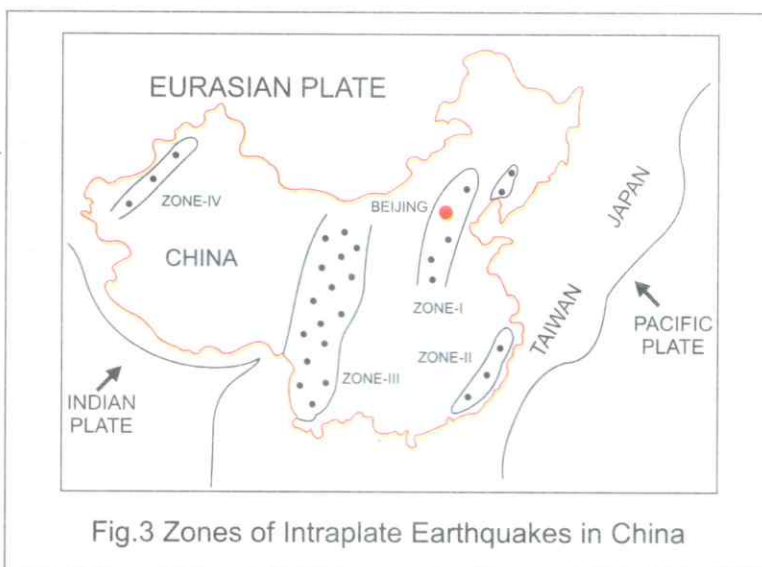 EURASIAN PLATE
ZONE-IV
BEIJING
CHINA
JAPAN
ZONE-I
TAIWAN
PACIFIC
PLATE
ZONE-II
ZONE-III
INDIAN
PLATE
Fig.3 Zones of Intraplate Earthquakes in China